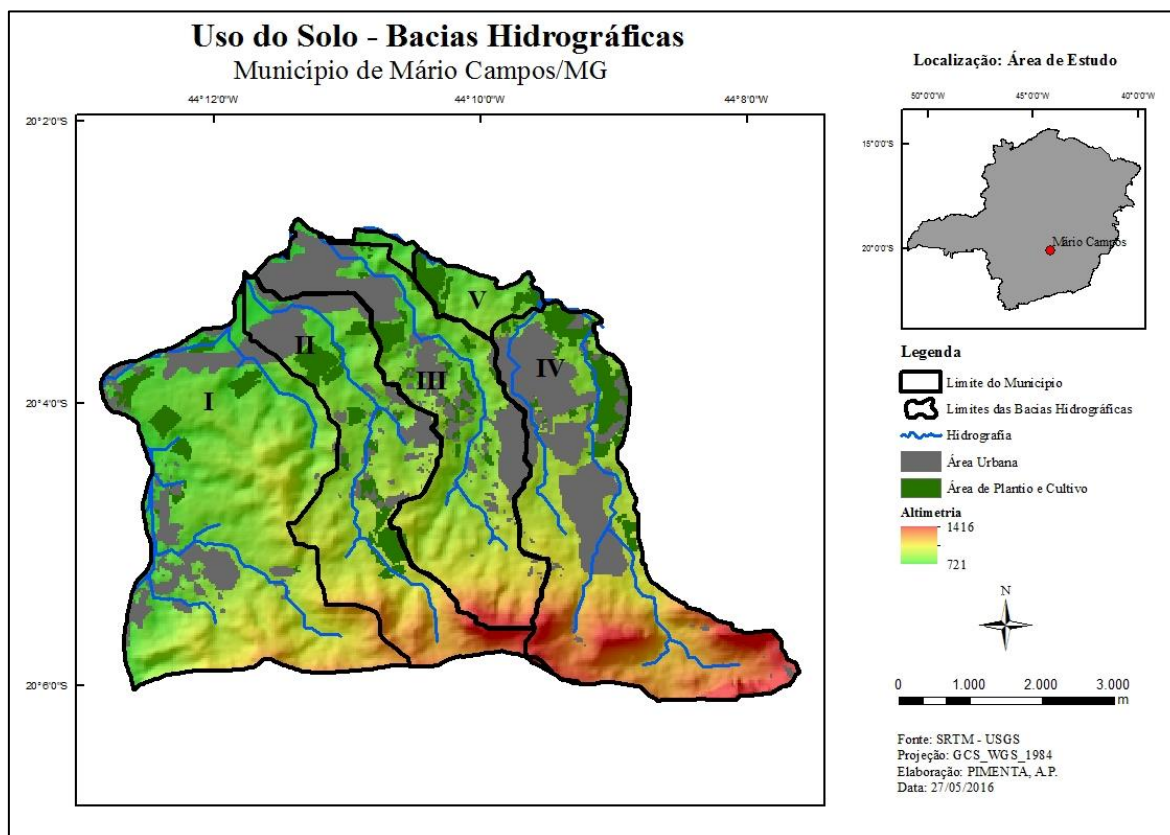 Uso do Solo - Bacias Hidrográficas
Município de Mário Campos/MG
44°12'0"W 44°10'0"W 44°8'0"W
20°2'0"S
20°4'0"S
20°6'0"S
I
II
III
IV
V
Localização: Área de Estudo
50°0'0"W 45°0'0"W 40°0'0"W
15°0'0"S
20°0'0"S
Mário Campos
Legenda
Limite do Município
Limites das Bacias Hidrográficas
Hidrografia
Área Urbana
Área de Plantio e Cultivo
Altimetria
1416
721
N
0 1.000 2.000 3.000
m
Fonte: SRTM - USGS
Projeção: GCS_WGS_1984
Elaboração: PIMENTA, A.P.
Data: 27/05/2016